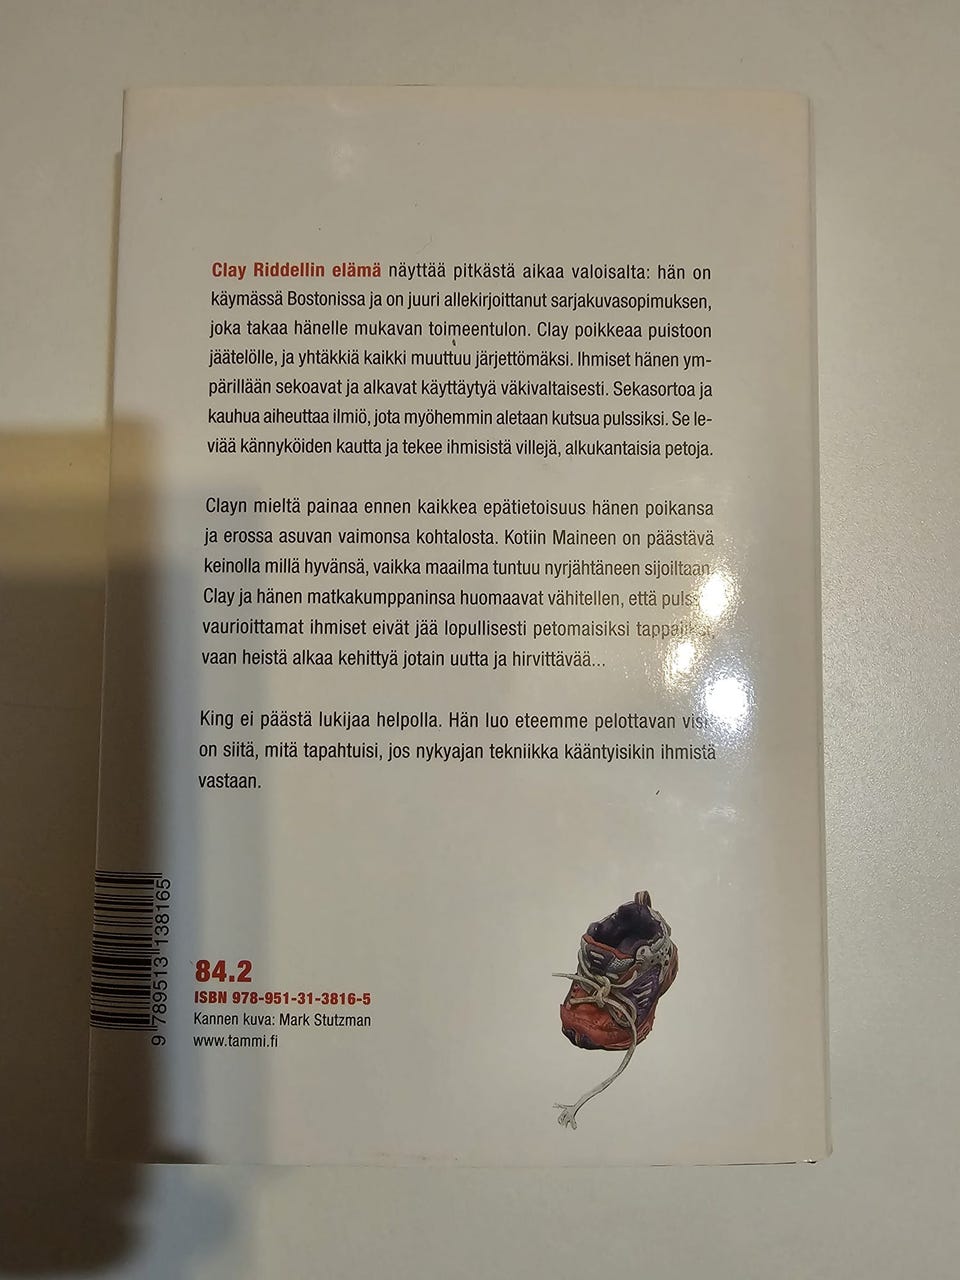 Clay Riddellin elämä näyttää pitkästä aikaa valoisalta: hän on
käymässä Bostonissa ja on juuri allekirjoittanut sarjakuvasopimuksen,
joka takaa hänelle mukavan toimeentulon. Clay poikkeaa puistoon
jäätelölle, ja yhtäkkiä kaikki muuttuu järjettömäksi. Ihmiset hänen ym-
pärillään sekoavat ja alkavat käyttäytyä väkivaltaisesti. Sekasortoa ja
kauhua aiheuttaa ilmiö, jota myöhemmin aletaan kutsua pulssiksi. Se le-
viää kännyköiden kautta ja tekee ihmisistä villejä, alkukantaisia petoja.
Clayn mieltä painaa ennen kaikkea epätietoisuus hänen poikansa
ja erossa asuvan vaimonsa kohtalosta. Kotiin Maineen on päästävä
keinolla millä hyvänsä, vaikka maailma tuntuu nyrjähtäneen sijoiltaan.
Clay ja hänen matkakumppaninsa huomaavat vähitellen, että
vaurioittamat ihmiset eivät jää lopullisesti petomaisiksi
vaan heistä alkaa kehittyä jotain uutta ja hirvittävää...
King ei päästä lukijaa helpolla. Hän luo eteemme pelottavan
on siitä, mitä tapahtuisi, jos nykyajan tekniikka kääntyisikin ihmistä
vastaan.
9 789513 138165
84.2
ISBN 978-951-31-3816-5
Kannen kuva: Mark Stutzman
www.tammi.fi